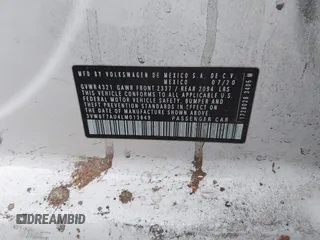 MFD BY VOLKSWAGEN DE MEXICO S.A. DE C.V.
MEXICO 07/20
GVWR 4321 GAWR FRONT 2337 / REAR 2094 LBS
THIS VEHICLE CONFORMS TO ALL APPLICABLE
FEDERAL MOTOR VEHICLE SAFETY, BUMPER AND
THEFT PREVENTION STANDARDS IN EFFECT ON
THE DATE OF MANUFACTURE SHOWN ABOVE.
PASSENGER CAR
DREAMBID